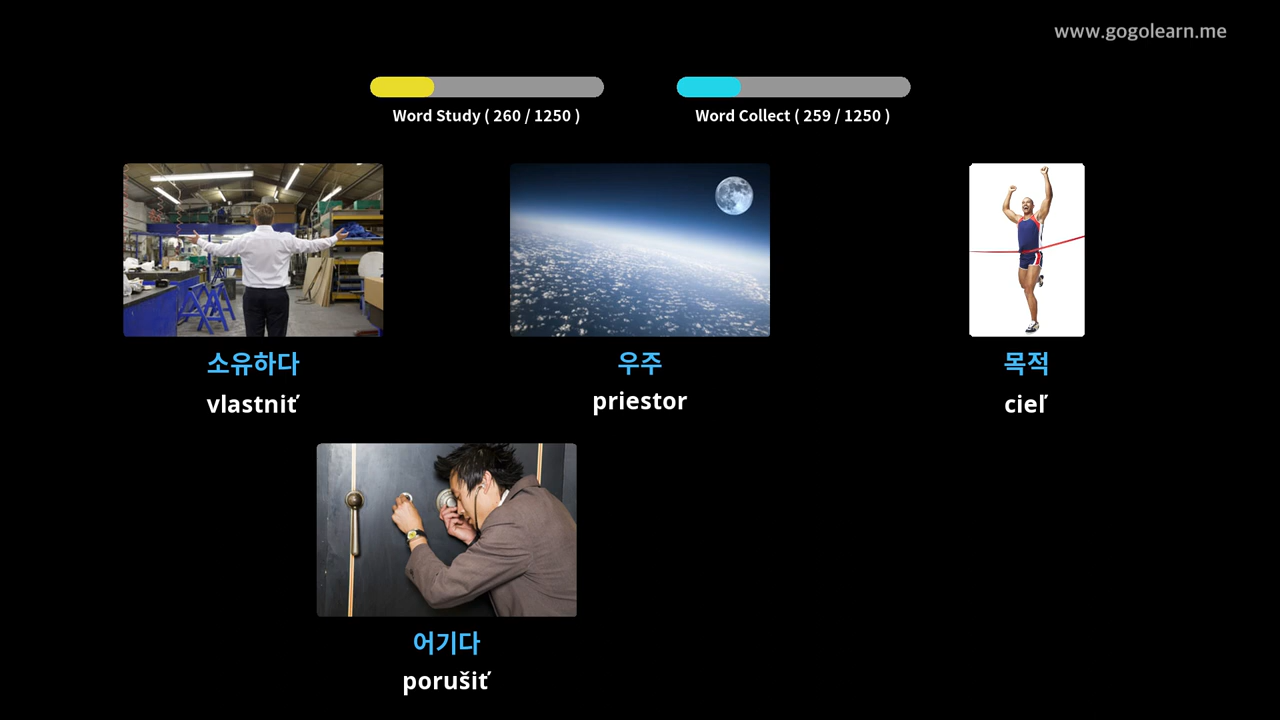 www.gogolearn.me
Word Study ( 260 / 1250 )
Word Collect ( 259 / 1250 )
소유하다
vlastniť
우주
priestor
목적
cieľ
어기다
porušiť